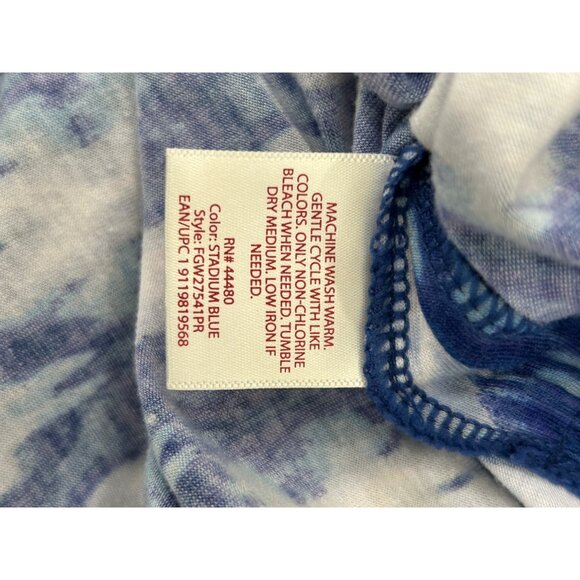 MACHINE WASH WARM.
GENTLE CYCLE WITH LIKE
COLORS. ONLY NON-CHLORINE
BLEACH WHEN NEEDED. TUMBLE
DRY MEDIUM. LOW IRON IF
NEEDED.
RN# 44480
Color: STADIUM BLUE
Style: FGW27541PR
EAN/UPC 1 91119819568